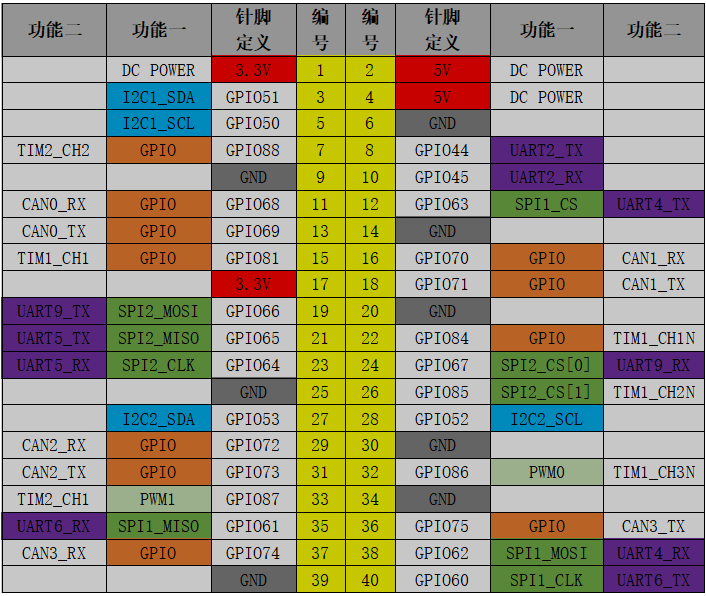 功能二 功能一 针脚定义 编号 编号 针脚定义 功能一 功能二
DC POWER 3.3V 1 2 5V DC POWER
I2C1_SDA GPIO51 3 4 5V DC POWER
I2C1_SCL GPIO50 5 6 GND
TIM2_CH2 GPIO GPIO88 7 8 GPIO44 UART2_TX
GND 9 10 GPIO45 UART2_RX
CAN0_RX GPIO GPIO68 11 12 GPIO63 SPI1_CS UART4_TX
CAN0_TX GPIO GPIO69 13 14 GND
TIM1_CH1 GPIO GPIO81 15 16 GPIO70 GPIO CAN1_RX
3.3V 17 18 GPIO71 GPIO CAN1_TX
UART9_TX SPI2_MOSI GPIO66 19 20 GND
UART5_TX SPI2_MISO GPIO65 21 22 GPIO84 GPIO TIM1_CH1N
UART5_RX SPI2_CLK GPIO64 23 24 GPIO67 SPI2_CS[0] UART9_RX
GND 25 26 GPIO85 SPI2_CS[1] TIM1_CH2N
I2C2_SDA GPIO53 27 28 GPIO52 I2C2_SCL
CAN2_RX GPIO GPIO72 29 30 GND
CAN2_TX GPIO GPIO73 31 32 GPIO86 PWM0 TIM1_CH3N
TIM2_CH1 PWM1 GPIO87 33 34 GND
UART6_RX SPI1_MISO GPIO61 35 36 GPIO75 GPIO CAN3_TX
CAN3_RX GPIO GPIO74 37 38 GPIO62 SPI1_MOSI UART4_RX
GND 39 40 GPIO60 SPI1_CLK UART6_TX